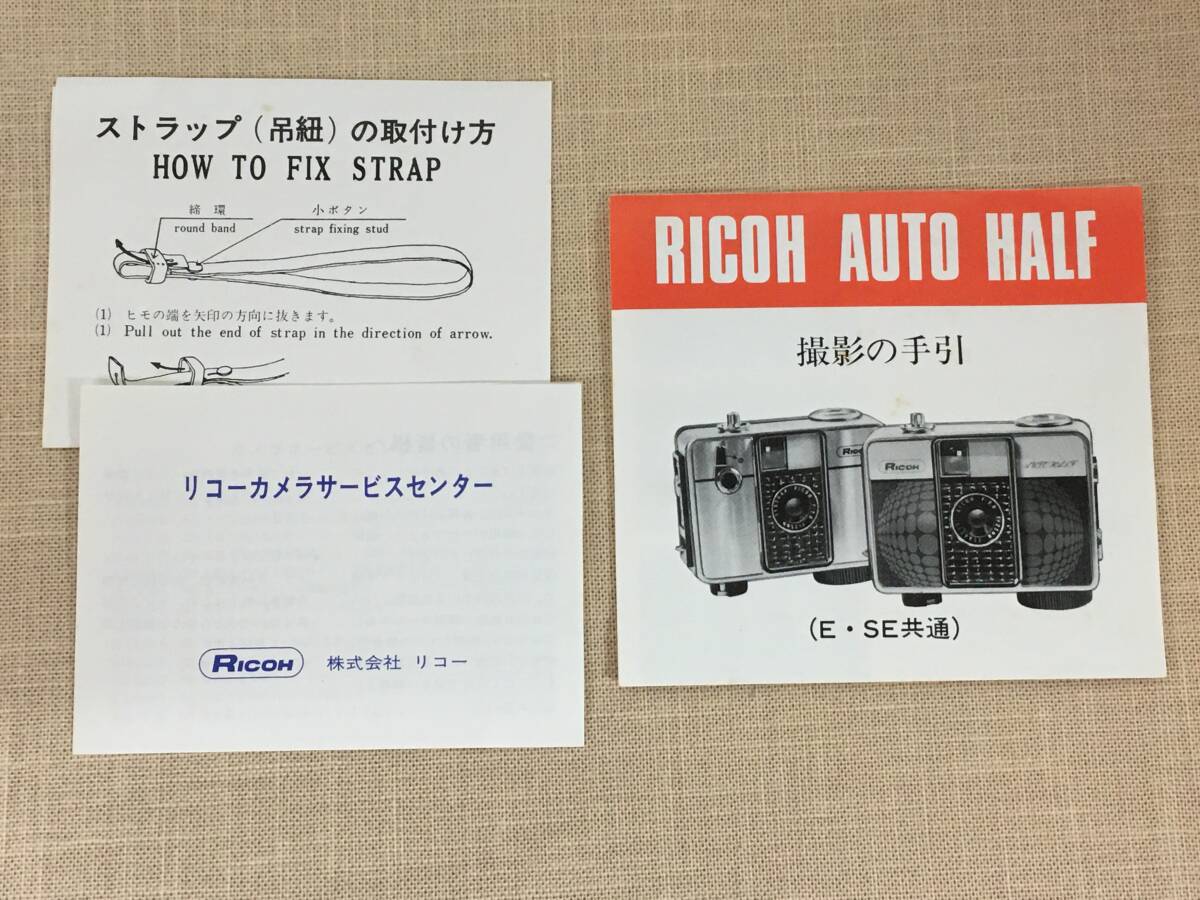 ストラップ(吊紐)の取付け方
HOW TO FIX STRAP
締環
round band
小ボタン
strap fixing stud
(1) ヒモの端を矢印の方向に抜きます。
(1) Pull out the end of strap in the direction of arrow.
リコーカメラサービスセンター
RICOH 株式会社 リコー
RICOH AUTO HALF
撮影の手引
RICOH
RICOH
AUTO HALF
(E・SE共通)